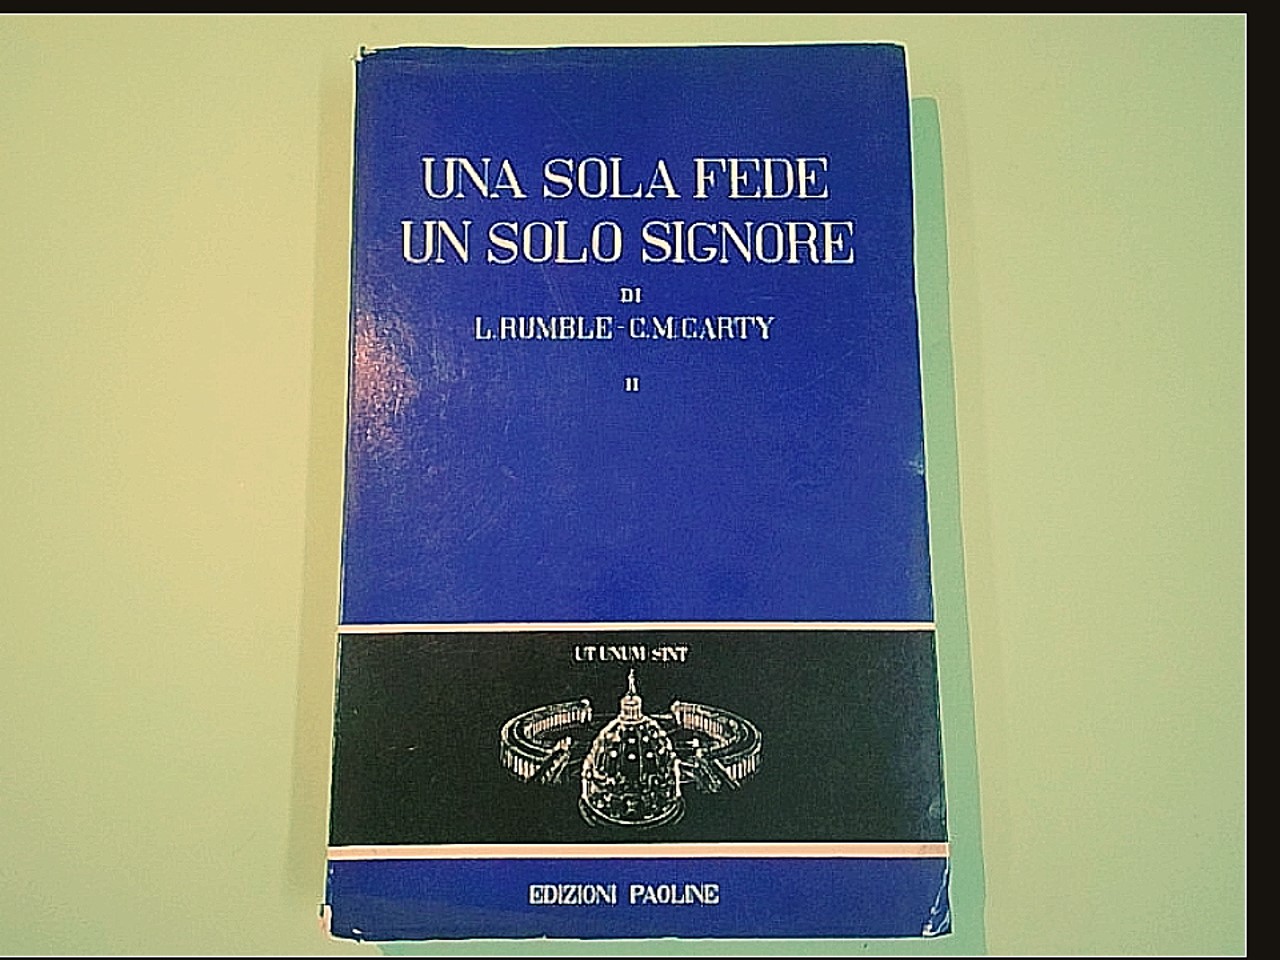 UNA SOLA FEDE
UN SOLO SIGNORE
DI
L. RUMBLE - C.M. CARTY
II
UT UNUM SINT
EDIZIONI PAOLINE